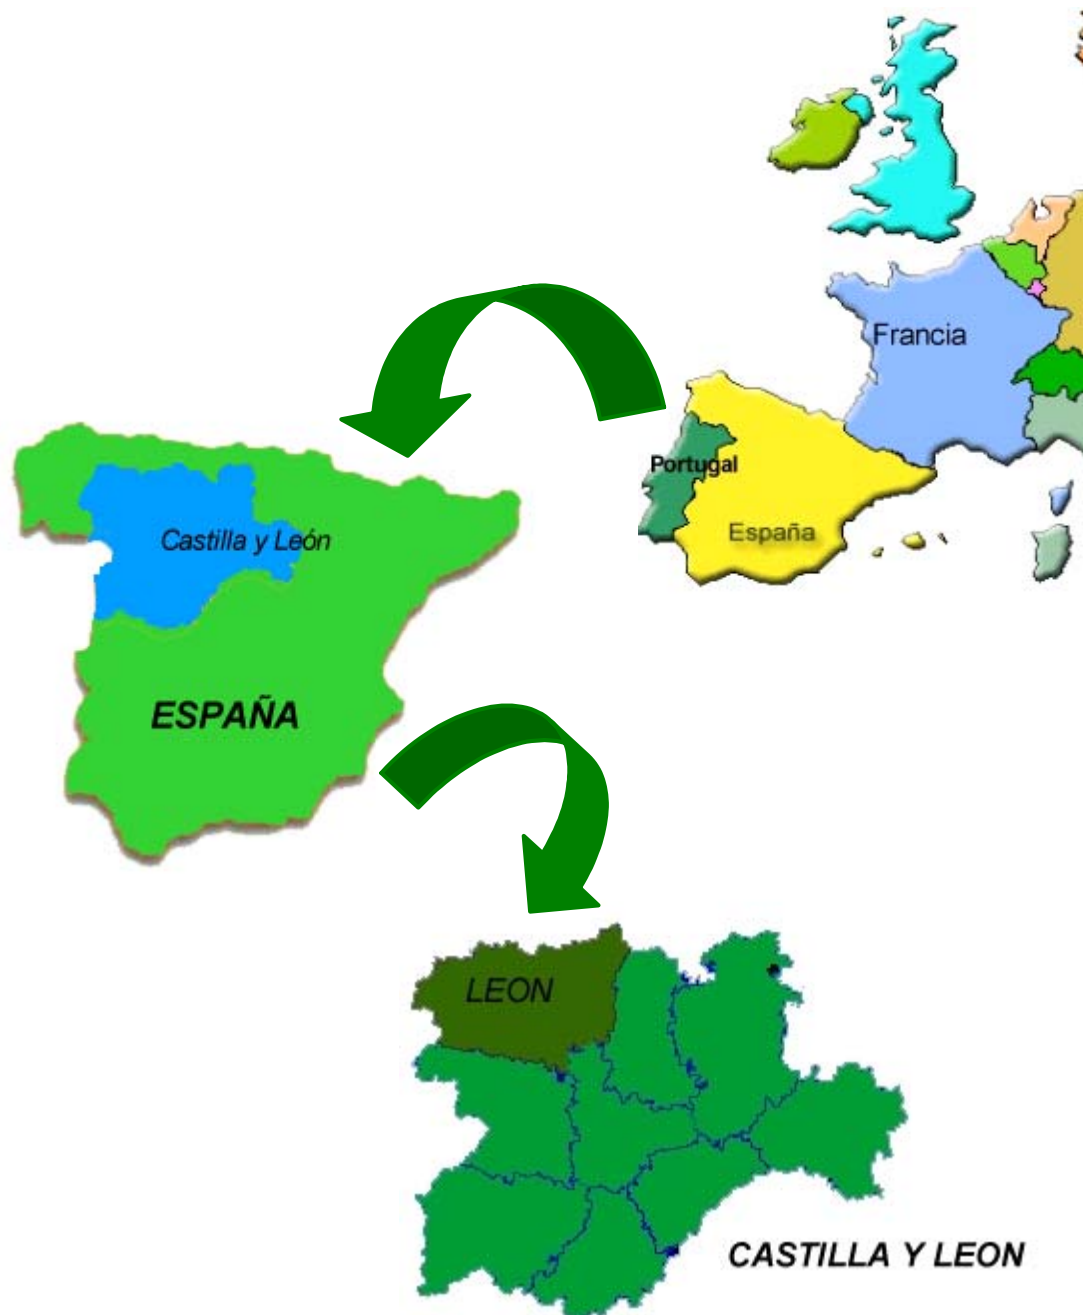 Francia
Portugal
España
Castilla y León
ESPAÑA
LEON
CASTILLA Y LEON